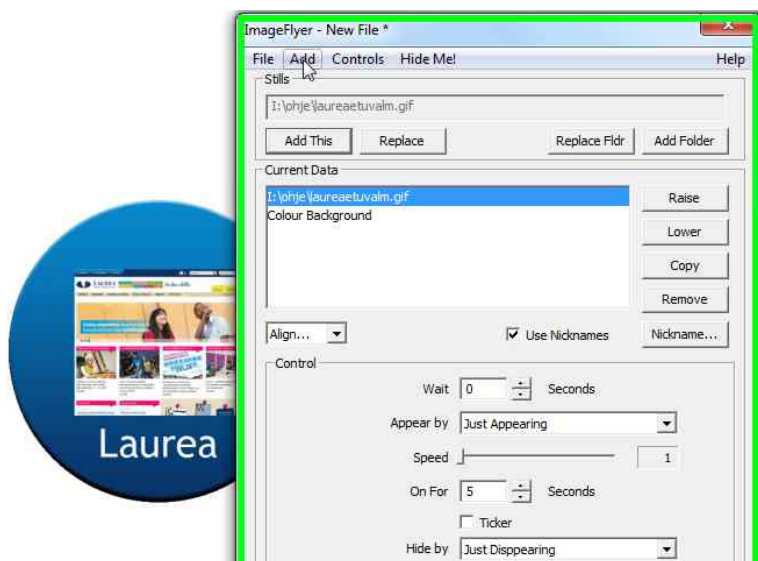 ImageFlyer - New File *
File Add Controls Hide Me! Help
Stills
I:\ohje\laureaetuvalm.gif
Add This Replace Replace Fldr Add Folder
Current Data
I:\ohje\laureaetuvalm.gif
Raise
Colour Background
Lower
Copy
Remove
Align... Use Nicknames Nickname...
Control
Wait 0 Seconds
Appear by Just Appearing
Speed 1
Laurea
On For 5 Seconds
Ticker
Hide by Just Disppearing